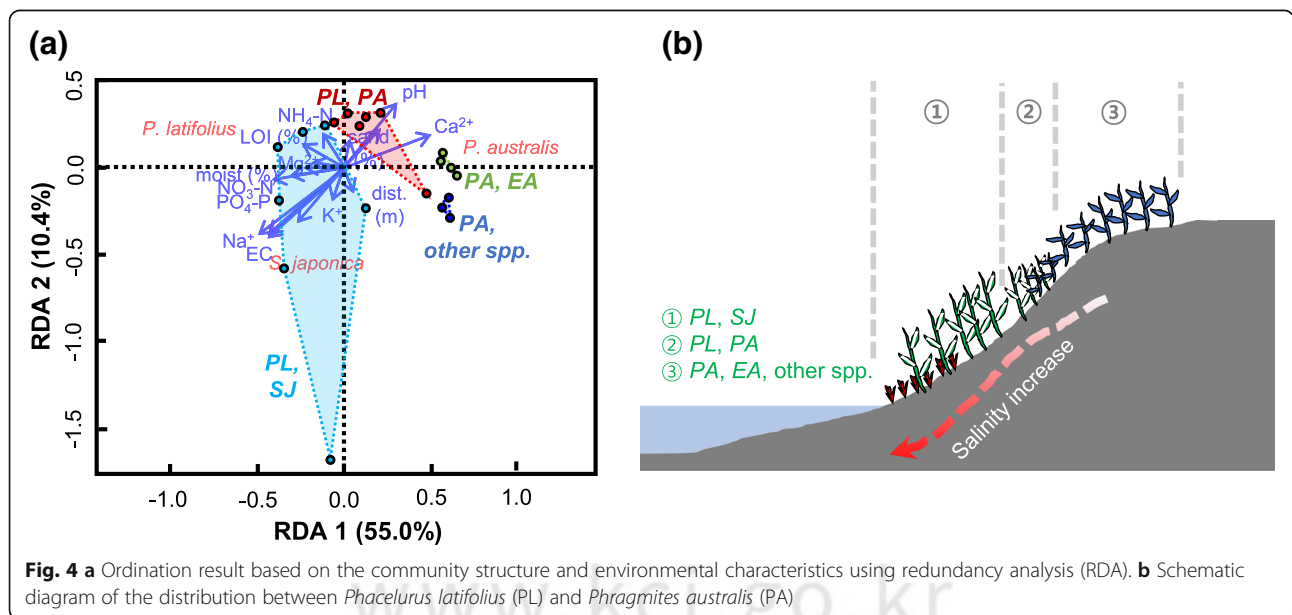 (a)
(b)
0.5
0.0
-0.5
-1.0
-1.5
RDA 2 (10.4%)
PL, PA
pH
NH₄-N
P. latifolius
LOI (%)
sand
(%)
Ca²⁺
Mg²⁺
P. australis
moist (%)
PA, EA
NO₃-N
dist.
(m)
PO₄-P
K⁺
PA,
other spp.
Na⁺
EC
S. japonica
PL,
SJ
-1.0
-0.5
0.0
0.5
1.0
RDA 1 (55.0%)
①
②
③
① PL, SJ
② PL, PA
③ PA, EA, other spp.
Salinity increase
Fig. 4 a Ordination result based on the community structure and environmental characteristics using redundancy analysis (RDA). b Schematic
diagram of the distribution between Phacelurus latifolius (PL) and Phragmites australis (PA)
www.kci.go.kr